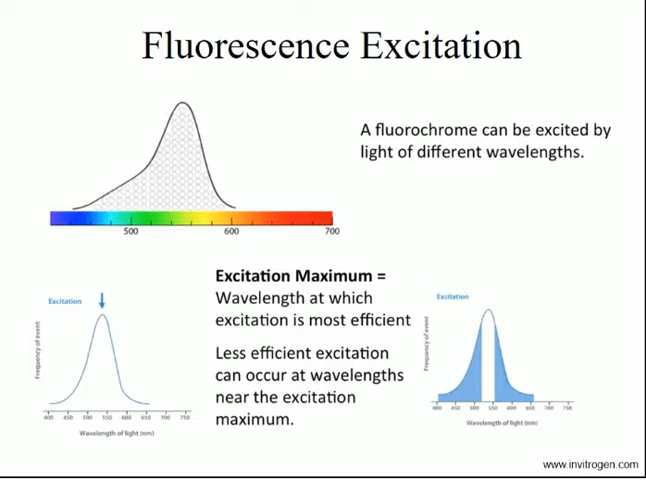 Fluorescence Excitation
A fluorochrome can be excited by
light of different wavelengths.
500 600 700
Excitation Maximum =
Wavelength at which
excitation is most efficient
Less efficient excitation
can occur at wavelengths
near the excitation
maximum.
Excitation
Frequency of event
400 450 500 550 600 650 700 750
Wavelength of light (nm)
Excitation
Frequency of event
400 450 500 550 600 650 700 750
Wavelength of light (nm)
www.invitrogen.com